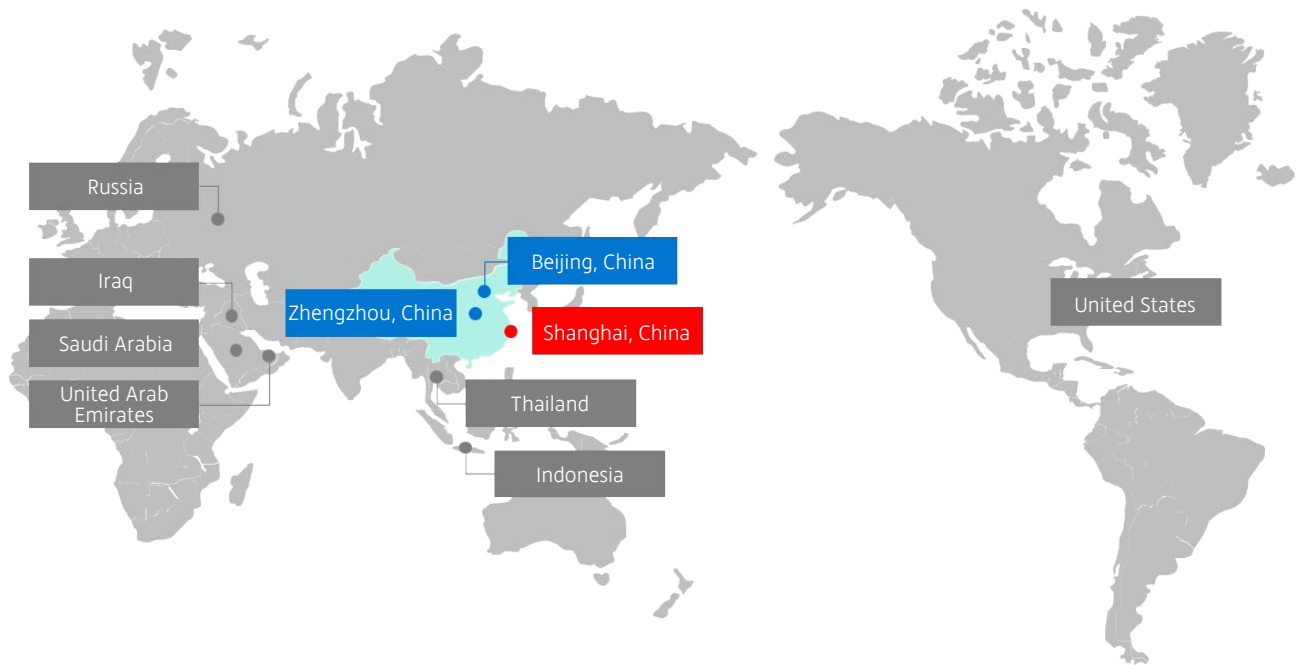 Russia
Beijing, China
Iraq
Zhengzhou, China
United States
Saudi Arabia
Shanghai, China
United Arab
Emirates
Thailand
Indonesia